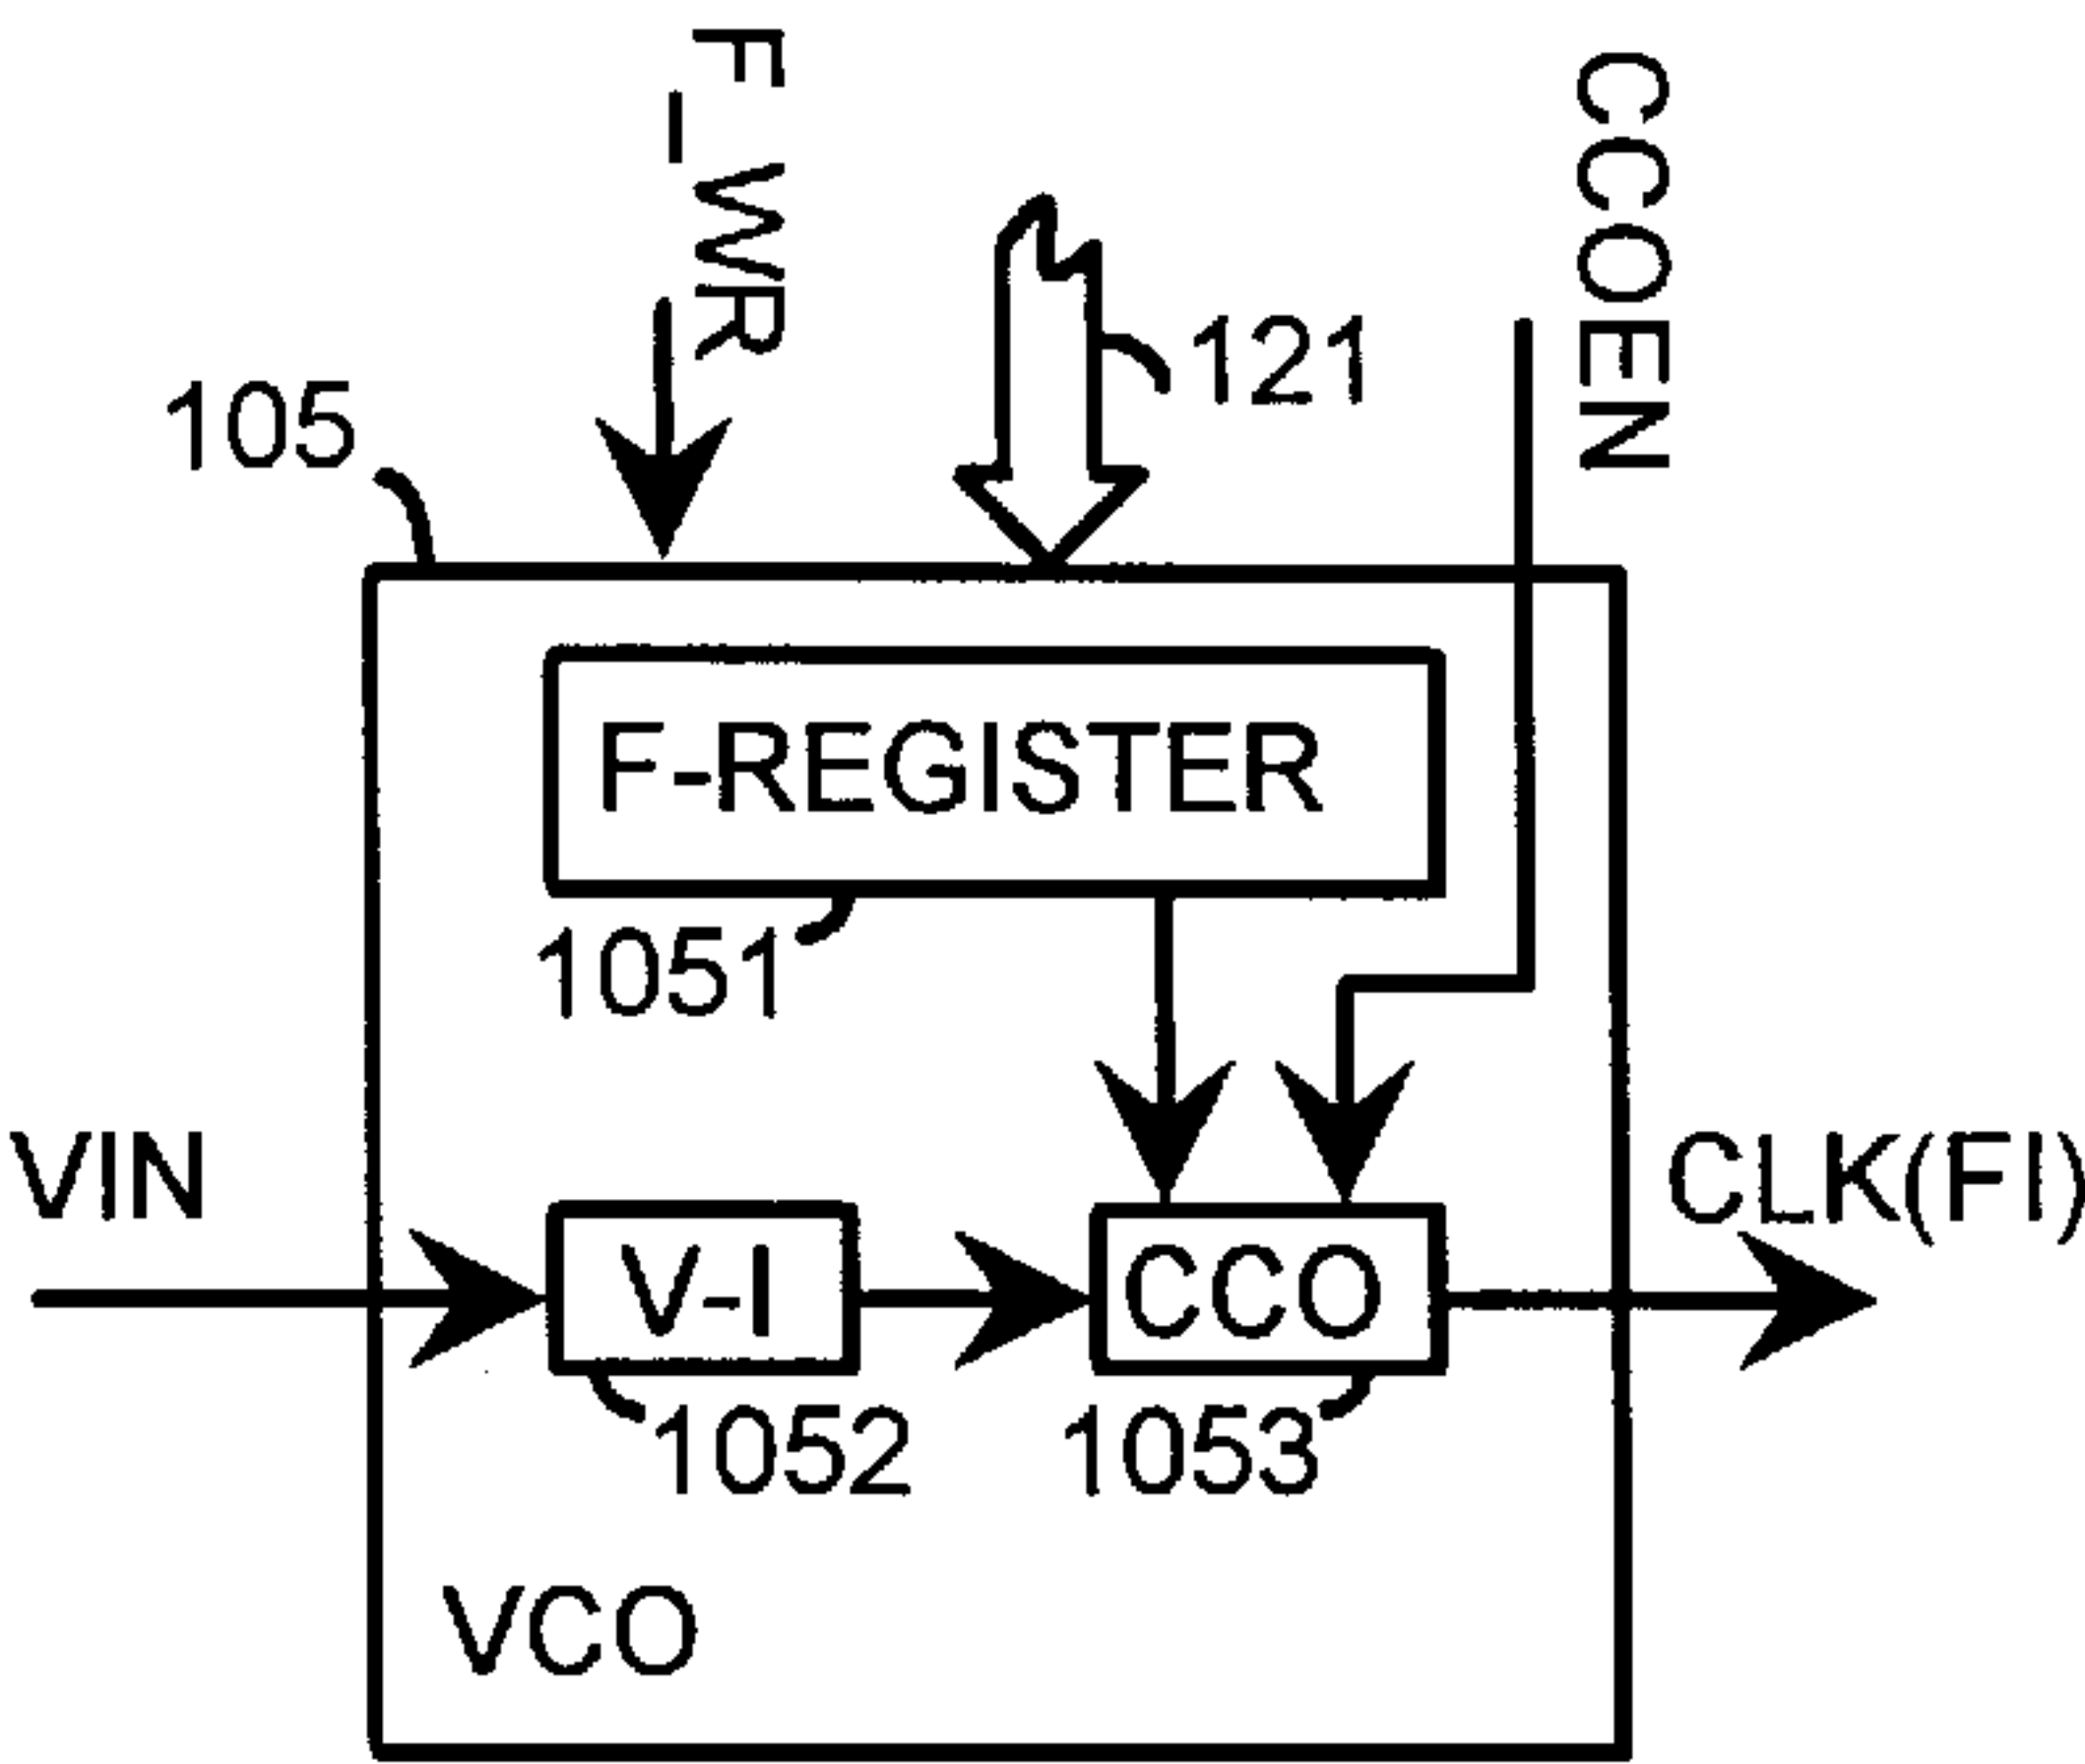 F_WR
CCOEN
121
105
F-REGISTER
1051
VIN
CLK(FI)
V-I
CCO
1052
1053
VCO